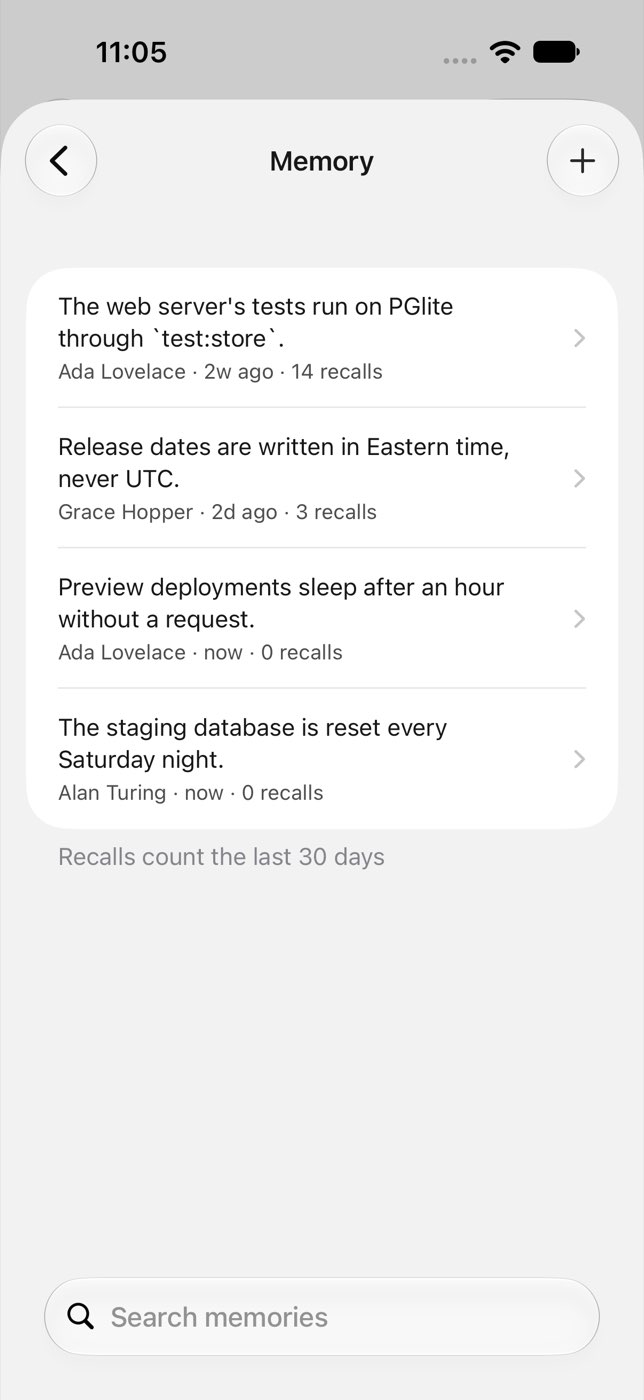 11:05
Memory
The web server's tests run on PGlite
through `test:store`.
Ada Lovelace · 2w ago · 14 recalls
Release dates are written in Eastern time,
never UTC.
Grace Hopper · 2d ago · 3 recalls
Preview deployments sleep after an hour
without a request.
Ada Lovelace · now · 0 recalls
The staging database is reset every
Saturday night.
Alan Turing · now · 0 recalls
Recalls count the last 30 days
Search memories